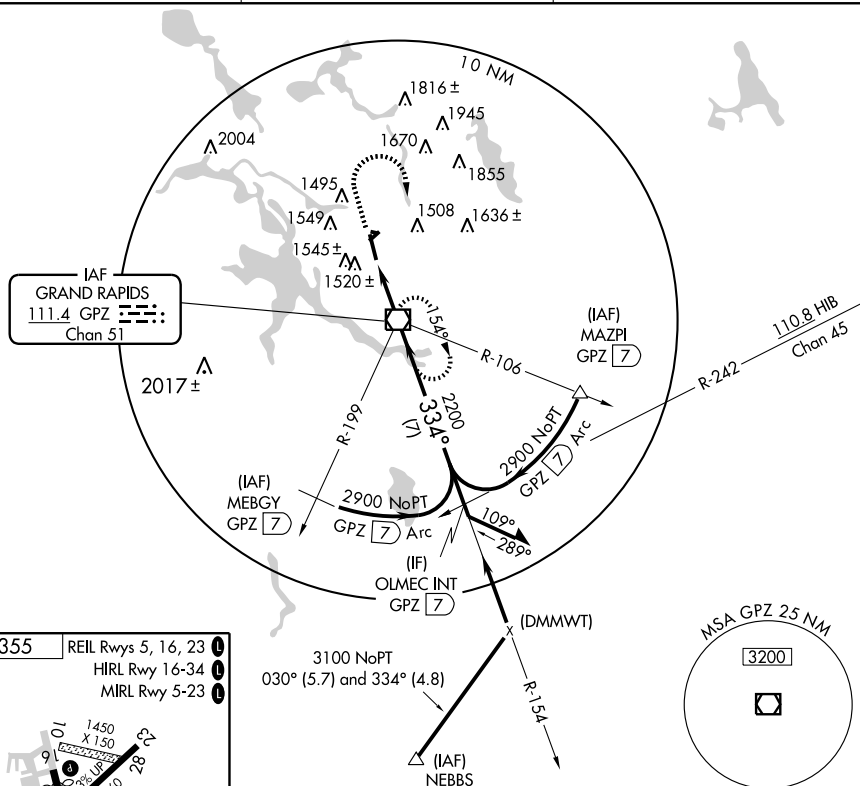 10 NM
1816 ±
1945
1670
2004
1855
1495
1508
1636 ±
1549
1545 ±
1520 ±
IAF
GRAND RAPIDS
111.4 GPZ
Chan 51
154°
(IAF)
MAZPI
GPZ 7
110.8 HIB
Chan 45
R-242
R-106
2017 ±
R-199
2200
334°
(7)
2900 NoPT
GPZ 7 Arc
(IAF)
MEBGY
GPZ 7
2900 NoPT
GPZ 7 Arc
109°
289°
(IF)
OLMEC INT
GPZ 7
(DMMWT)
MSA GPZ 25 NM
3200
355
REIL Rwys 5, 16, 23 L
HIRL Rwy 16-34 L
MIRL Rwy 5-23 L
3100 NoPT
030° (5.7) and 334° (4.8)
R-154
10
1450
X 150
23
16
P
28
% UP
(IAF)
NEBBS